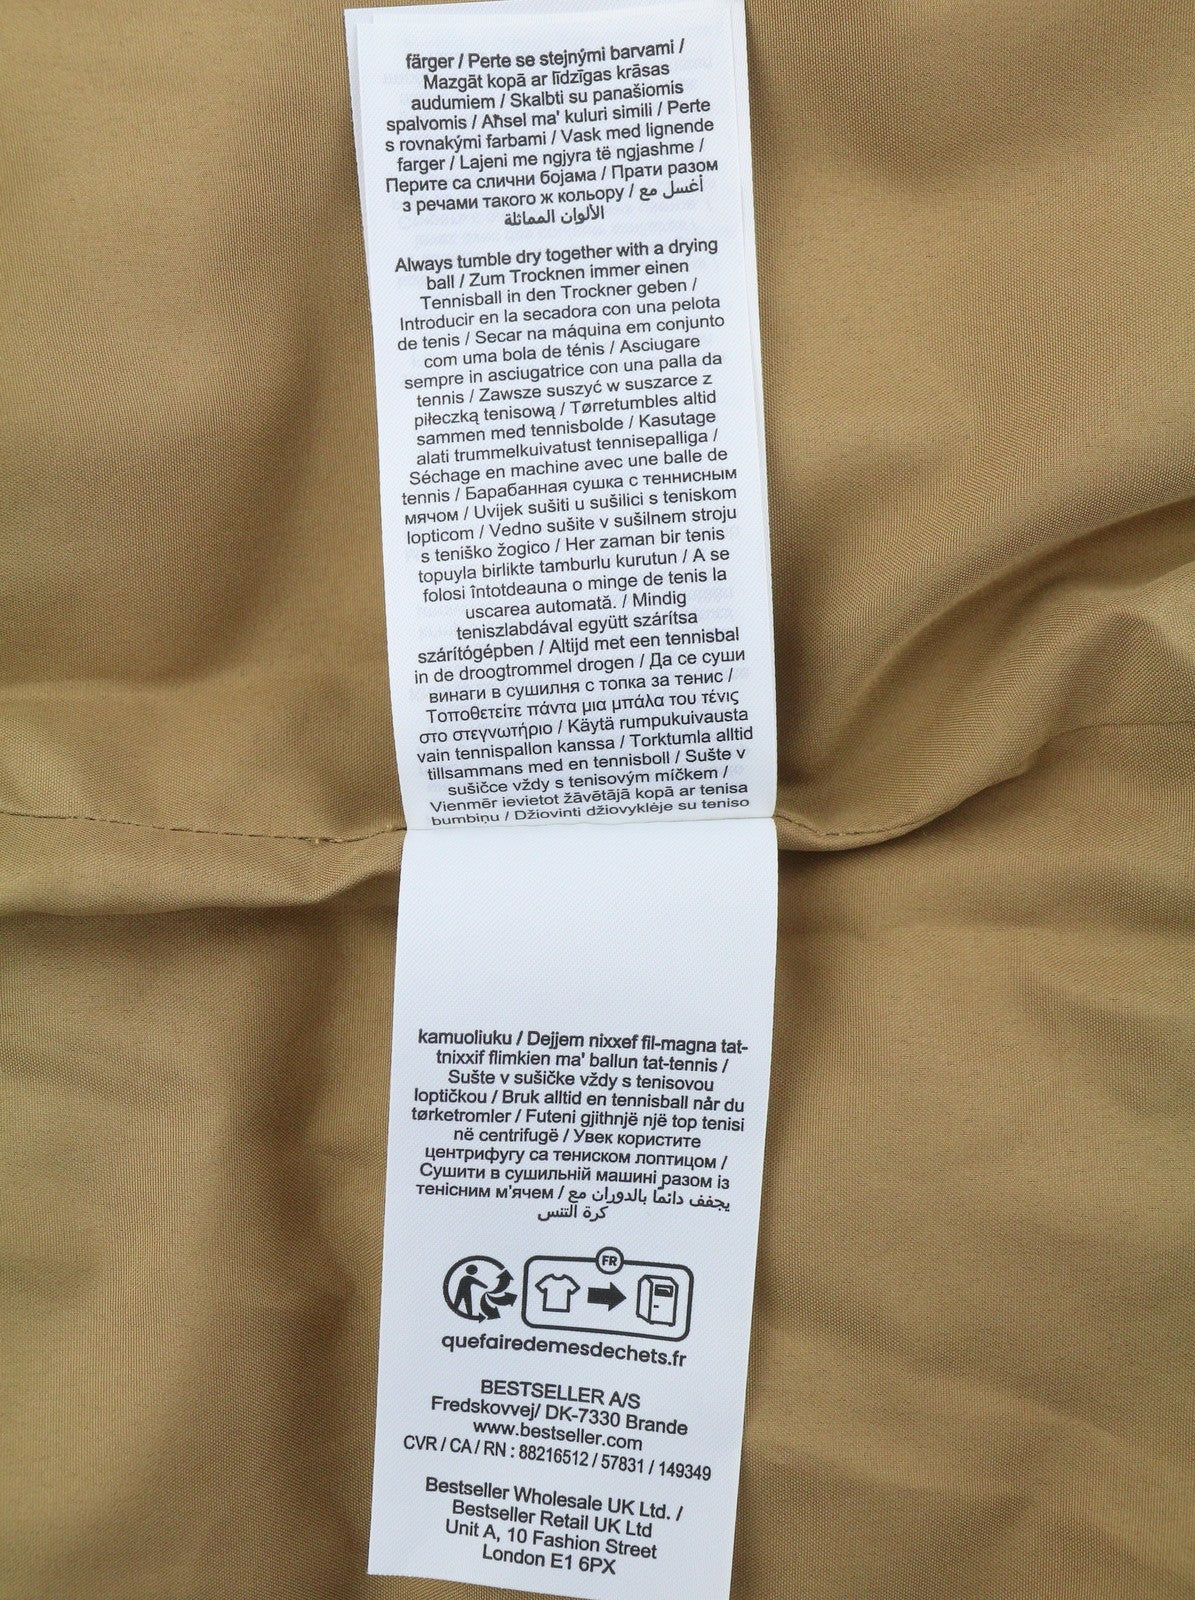 färger / Perte se stejnými barvami /
Mazgāt kopā ar līdzīgas krāsas
audumiem / Skalbti su panašiomis
spalvomis / Aħsel ma' kuluri simili / Perte
s rovnakými farbami / Vask med lignende
farger / Lajeni me ngjyra të ngjashme /
Перите са слични бојама / Прати разом
з речами такого ж кольору / أغسل مع
الألوان المماثلة
Always tumble dry together with a drying
ball / Zum Trocknen immer einen
Tennisball in den Trockner geben /
Introducir en la secadora con una pelota
de tenis / Secar na máquina em conjunto
com uma bola de ténis / Asciugare
sempre in asciugatrice con una palla da
tennis / Zawsze suszyć w suszarce z
piłeczką tenisową / Tørretumbles altid
sammen med tennisbolde / Kasutage
alati trummelkuivatust tennisepalliga /
Séchage en machine avec une balle de
tennis / Барабанная сушка с теннисным
мячом / Uvijek sušiti u sušilici s teniskom
lopticom / Vedno sušite v sušilnem stroju
s teniško žogico / Her zaman bir tenis
topuyla birlikte tamburlu kurutun / A se
folosi întotdeauna o minge de tenis la
uscarea automată. / Mindig
teniszlabdával együtt szárítsa
szárítógépben / Altijd met een tennisbal
in de droogtrommel drogen / Да се суши
винаги в сушилня с топка за тенис /
Τοποθετείτε πάντα μια μπάλα του τένις
στο στεγνωτήριο / Käytä rumpukuivausta
vain tennispallon kanssa / Torktumla alltid
tillsammans med en tennisboll / Sušte v
sušičce vždy s tenisovým míčkem /
Vienmēr ievietot žāvētājā kopā ar tenisa
bumbiņu / Džiovinti džiovyklėje su teniso
kamuoliuku / Dejjem nixxef fil-magna tat-
tnixxif flimkien ma' ballun tat-tennis /
Sušte v sušičke vždy s tenisovou
loptičkou / Bruk alltid en tennisball når du
tørketromler / Futeni gjithnjë një top tenisi
në centrifugë / Увек користите
центрифугу са тениском лоптицом /
Сушити в сушильній машині разом із
тенісним м'ячем / يجفف دائماً بالدوران مع
كرة التنس
FR
quefairedemesdechets.fr
BESTSELLER A/S
Fredskovvej/ DK-7330 Brande
www.bestseller.com
CVR / CA / RN : 88216512 / 57831 / 149349
Bestseller Wholesale UK Ltd. /
Bestseller Retail UK Ltd
Unit A, 10 Fashion Street
London E1 6PX